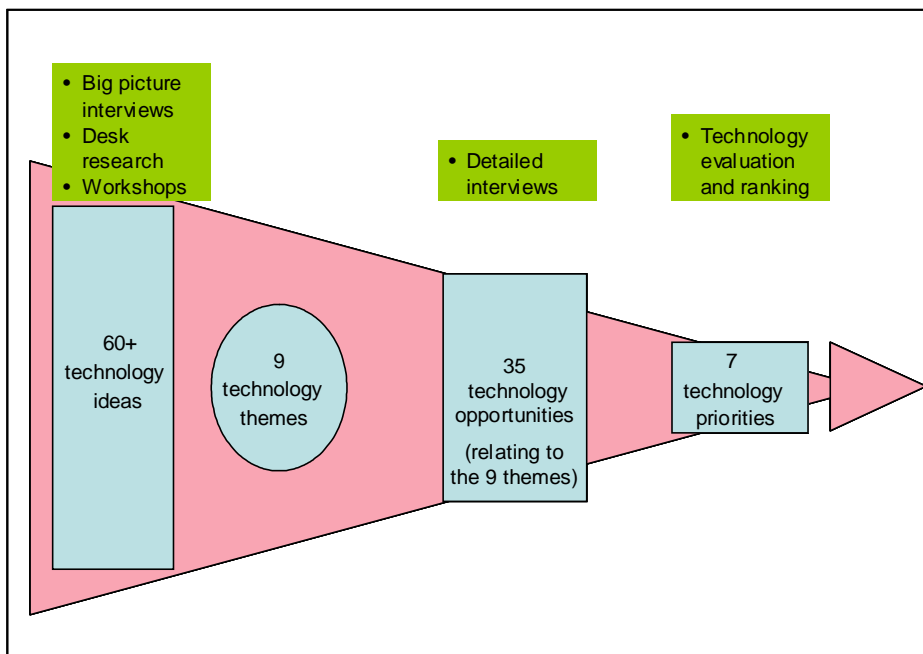 • Big picture
interviews
• Desk
research
• Workshops
• Detailed
interviews
• Technology
evaluation
and ranking
60+
technology
ideas
9
technology
themes
35
technology
opportunities
(relating to
the 9 themes)
7
technology
priorities